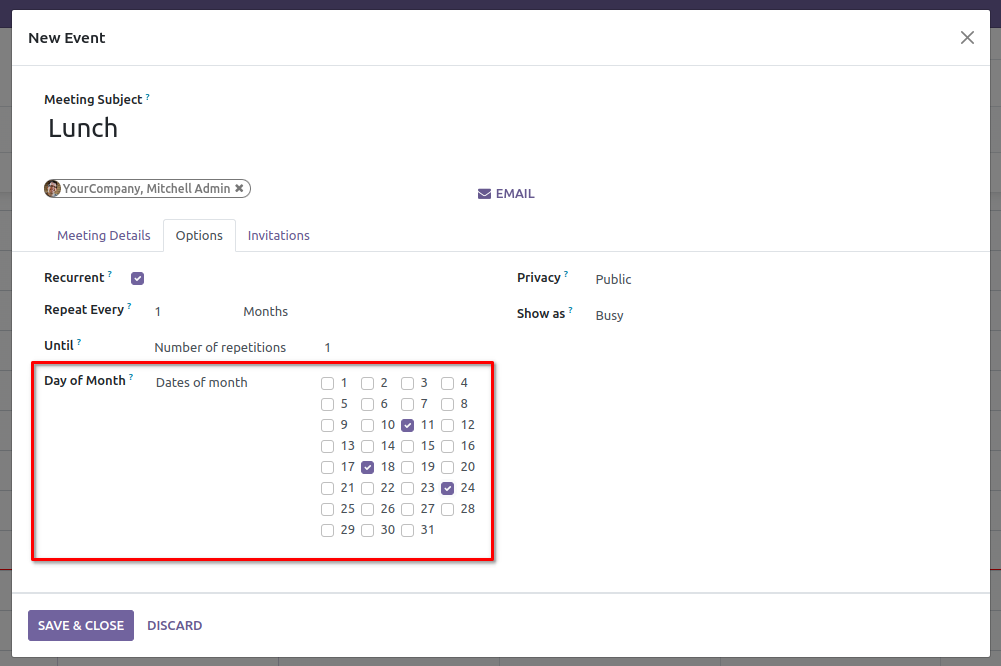 New Event
Meeting Subject ?
Lunch
YourCompany, Mitchell Admin
EMAIL
Meeting Details Options Invitations
Recurrent ?
Privacy ? Public
Repeat Every ? 1 Months
Show as ? Busy
Until ? Number of repetitions 1
Day of Month ? Dates of month
1 2 3 4
5 6 7 8
9 10 11 12
13 14 15 16
17 18 19 20
21 22 23 24
25 26 27 28
29 30 31
SAVE & CLOSE DISCARD